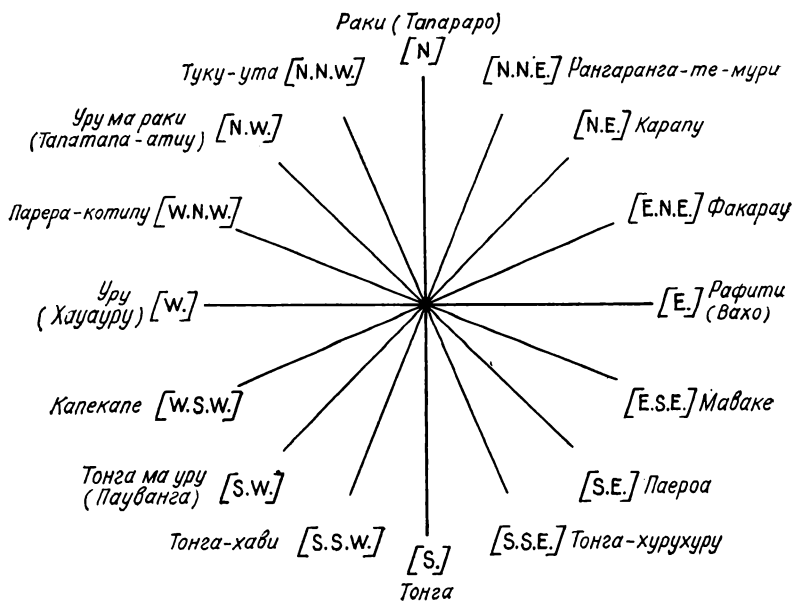 Раки (Тапараро)
[N]
Туку-ута [N.N.W.]
[N.N.E.] Рангаранга-те-мури
Уру ма раки
(Тапатапа-атиу) [N.W.]
[N.E.] Карапу
Парера-котипу [W.N.W.]
[E.N.E.] Факарау
Уру
(Хауауру) [W.]
[E.] Рафити
(Вахо)
Капекапе [W.S.W.]
[E.S.E.] Маваке
Тонга ма уру
(Пауванга) [S.W.]
[S.E.] Паероа
Тонга-хави [S.S.W.]
[S.S.E.] Тонга-хурухуру
[S.]
Тонга